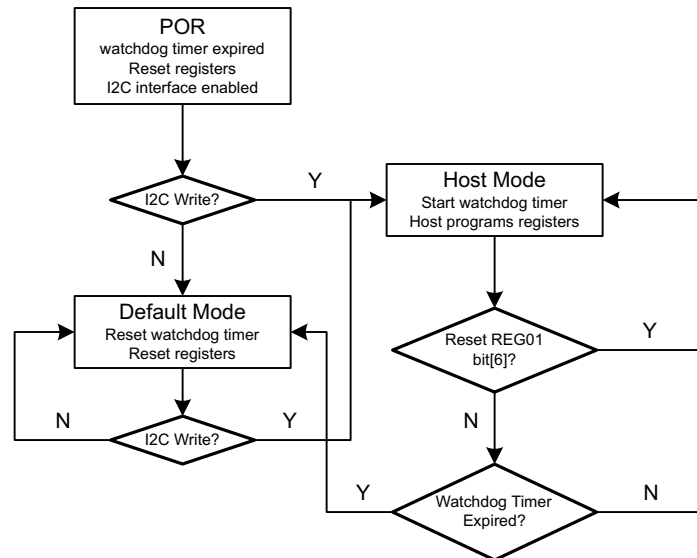 POR
watchdog timer expired
Reset registers
I2C interface enabled
I2C Write?
Y
N
Host Mode
Start watchdog timer
Host programs registers
Default Mode
Reset watchdog timer
Reset registers
Reset REG01
bit[6]?
Y
N
I2C Write?
N
Y
Watchdog Timer
Expired?
Y
N